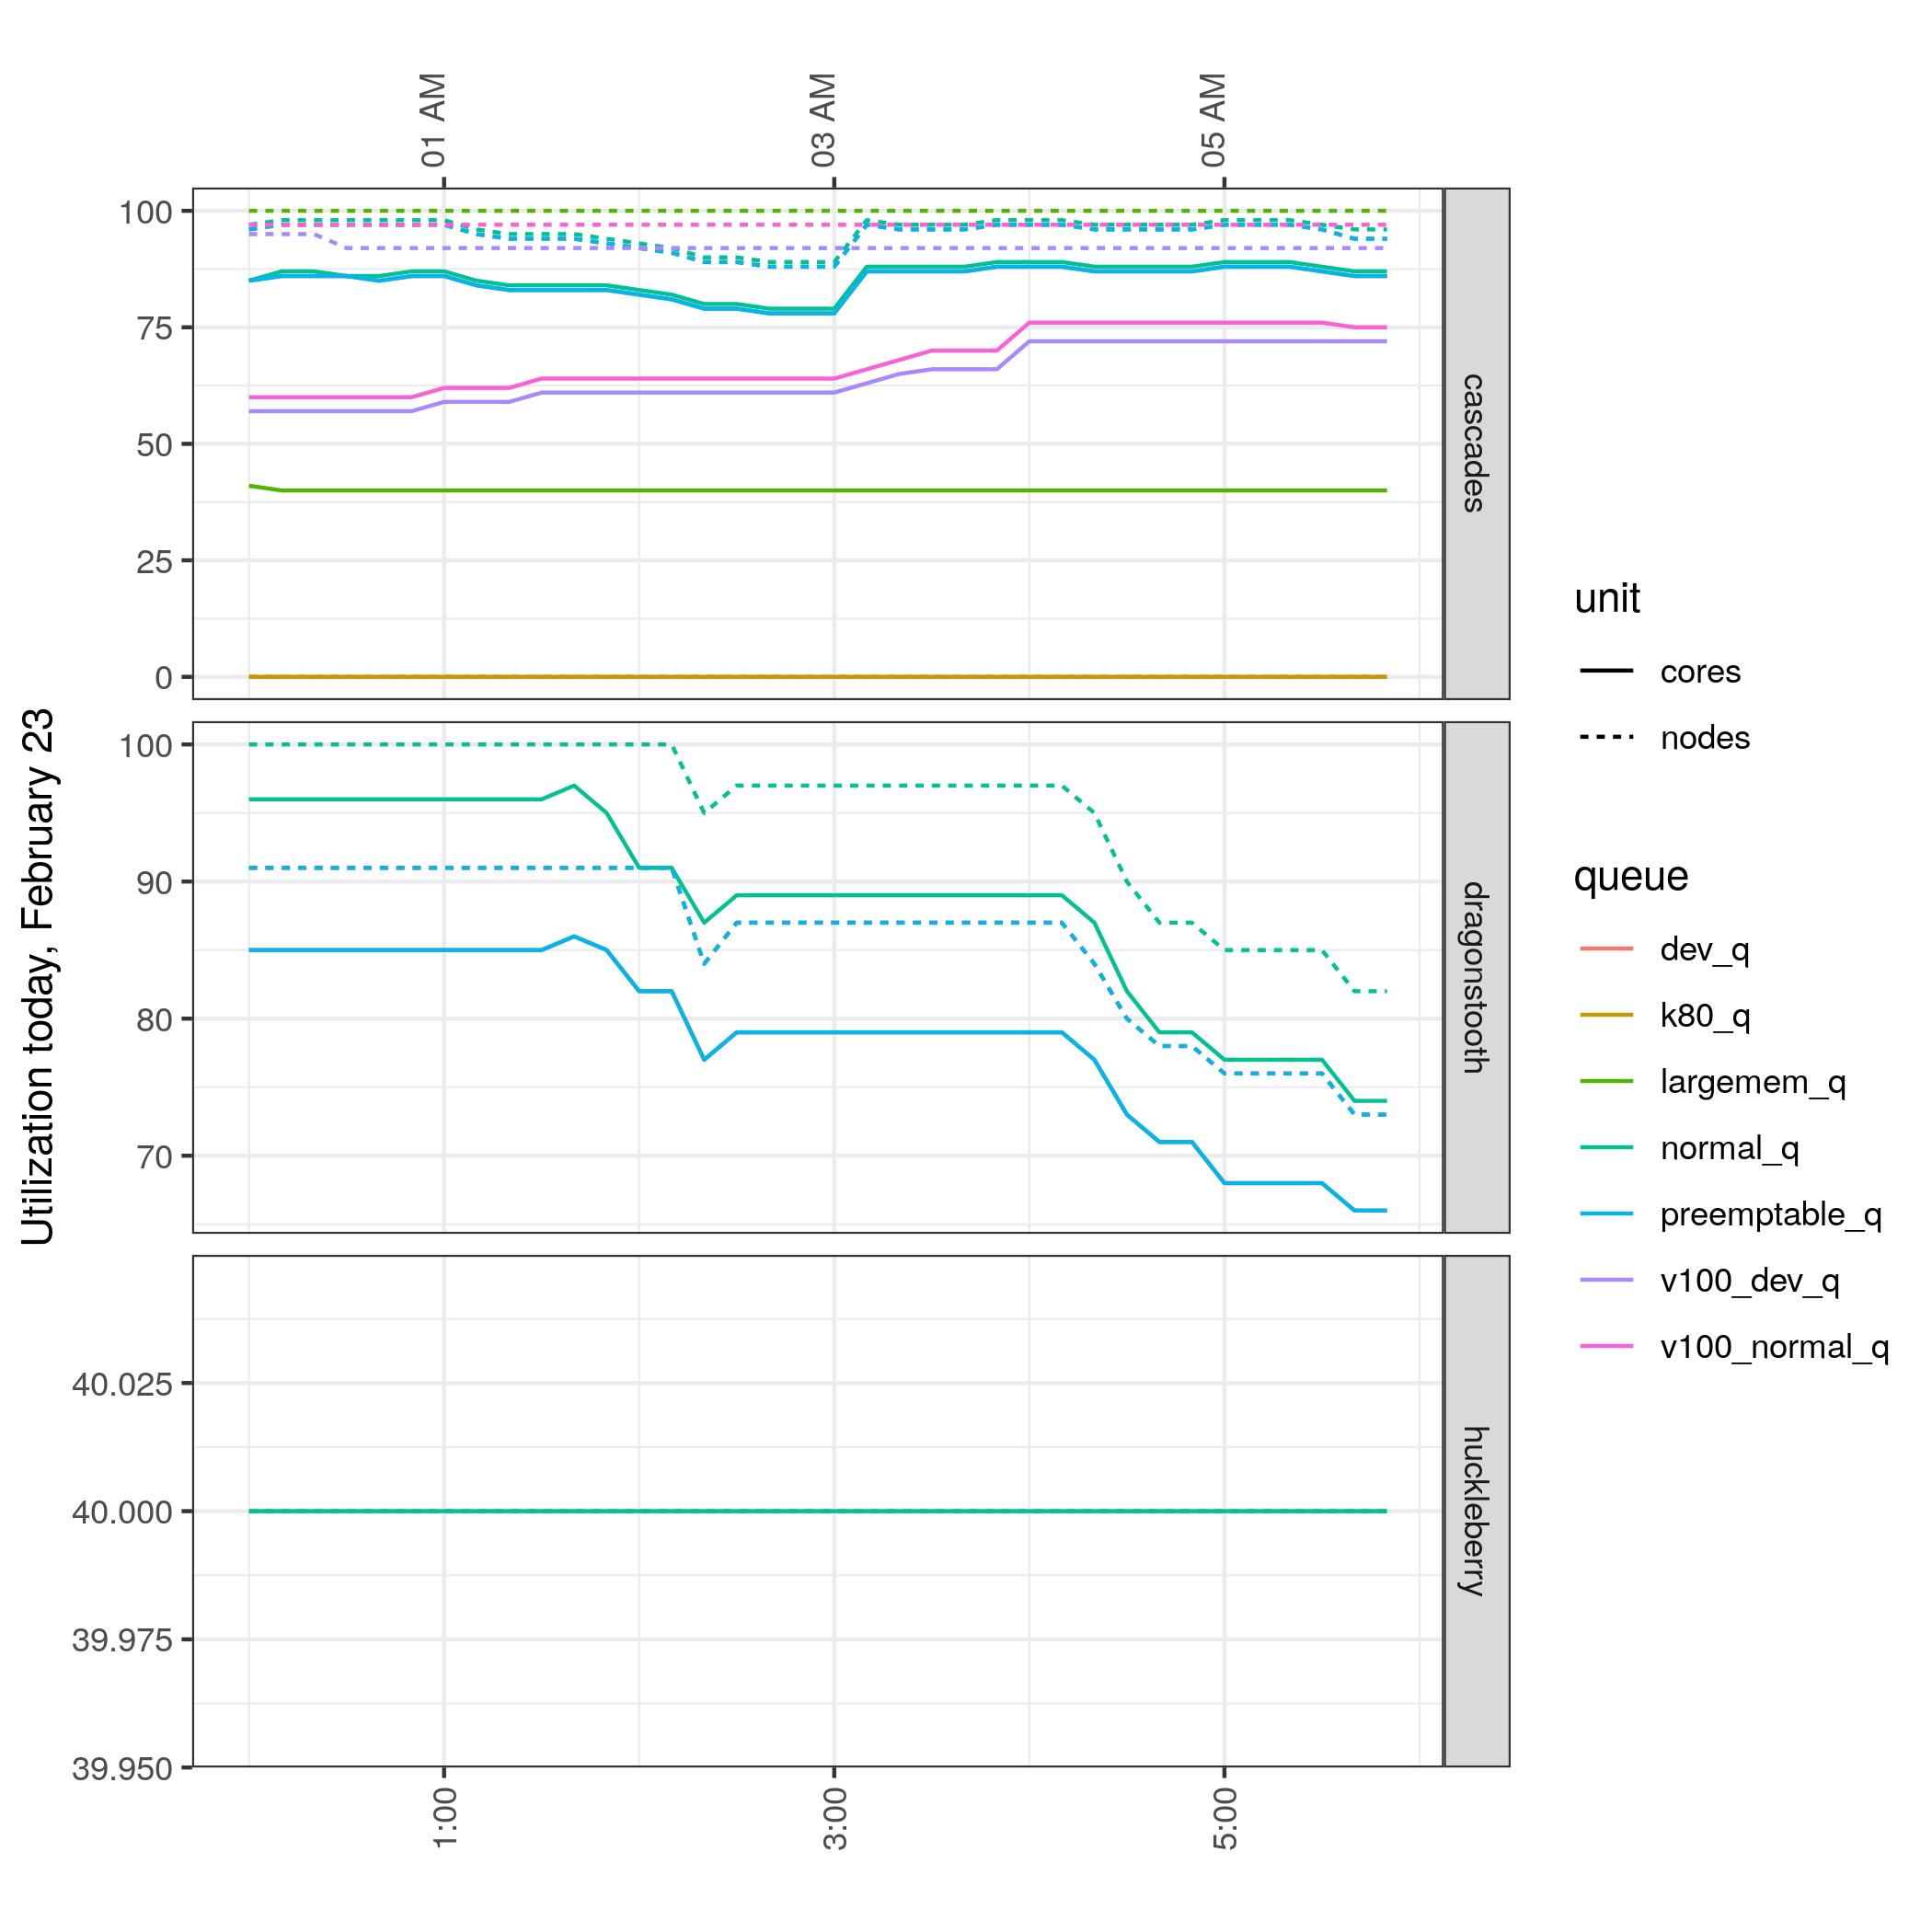 01 AM
03 AM
05 AM
Utilization today, February 23
100
75
50
25
0
cascades
100
90
80
70
dragonstooth
40.025
40.000
39.975
39.950
huckleberry
1:00
3:00
5:00
unit
cores
nodes
queue
dev_q
k80_q
largemem_q
normal_q
preemptable_q
v100_dev_q
v100_normal_q